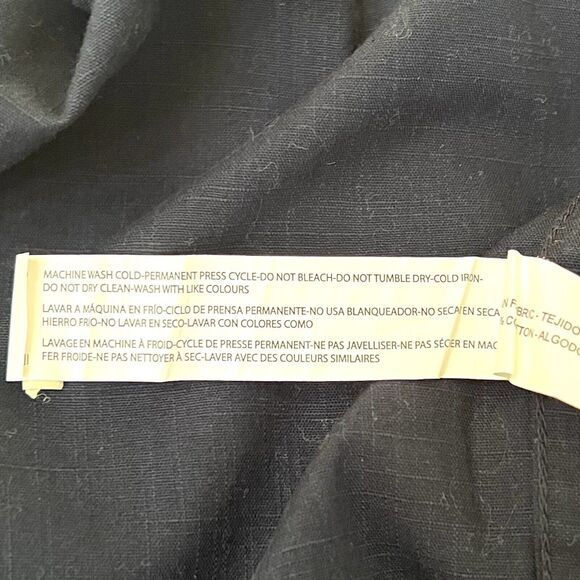 MACHINE WASH COLD-PERMANENT PRESS CYCLE-DO NOT BLEACH-DO NOT TUMBLE DRY-COLD IRON-
DO NOT DRY CLEAN-WASH WITH LIKE COLOURS
LAVAR A MÁQUINA EN FRÍO-CICLO DE PRENSA PERMANENTE-NO USA BLANQUEADOR-NO SECA EN SECA
HIERRO FRIO-NO LAVAR EN SECO-LAVAR CON COLORES COMO
LAVAGE EN MACHINE À FROID-CYCLE DE PRESSE PERMANENT-NE PAS JAVELLISER-NE PAS SÉCER EN MAC
FER FROIDE-NE PAS NETTOYER À SEC-LAVER AVEC DES COULEURS SIMILAIRES
N FABRIC - TEJIDO
% COTTON - ALGODO